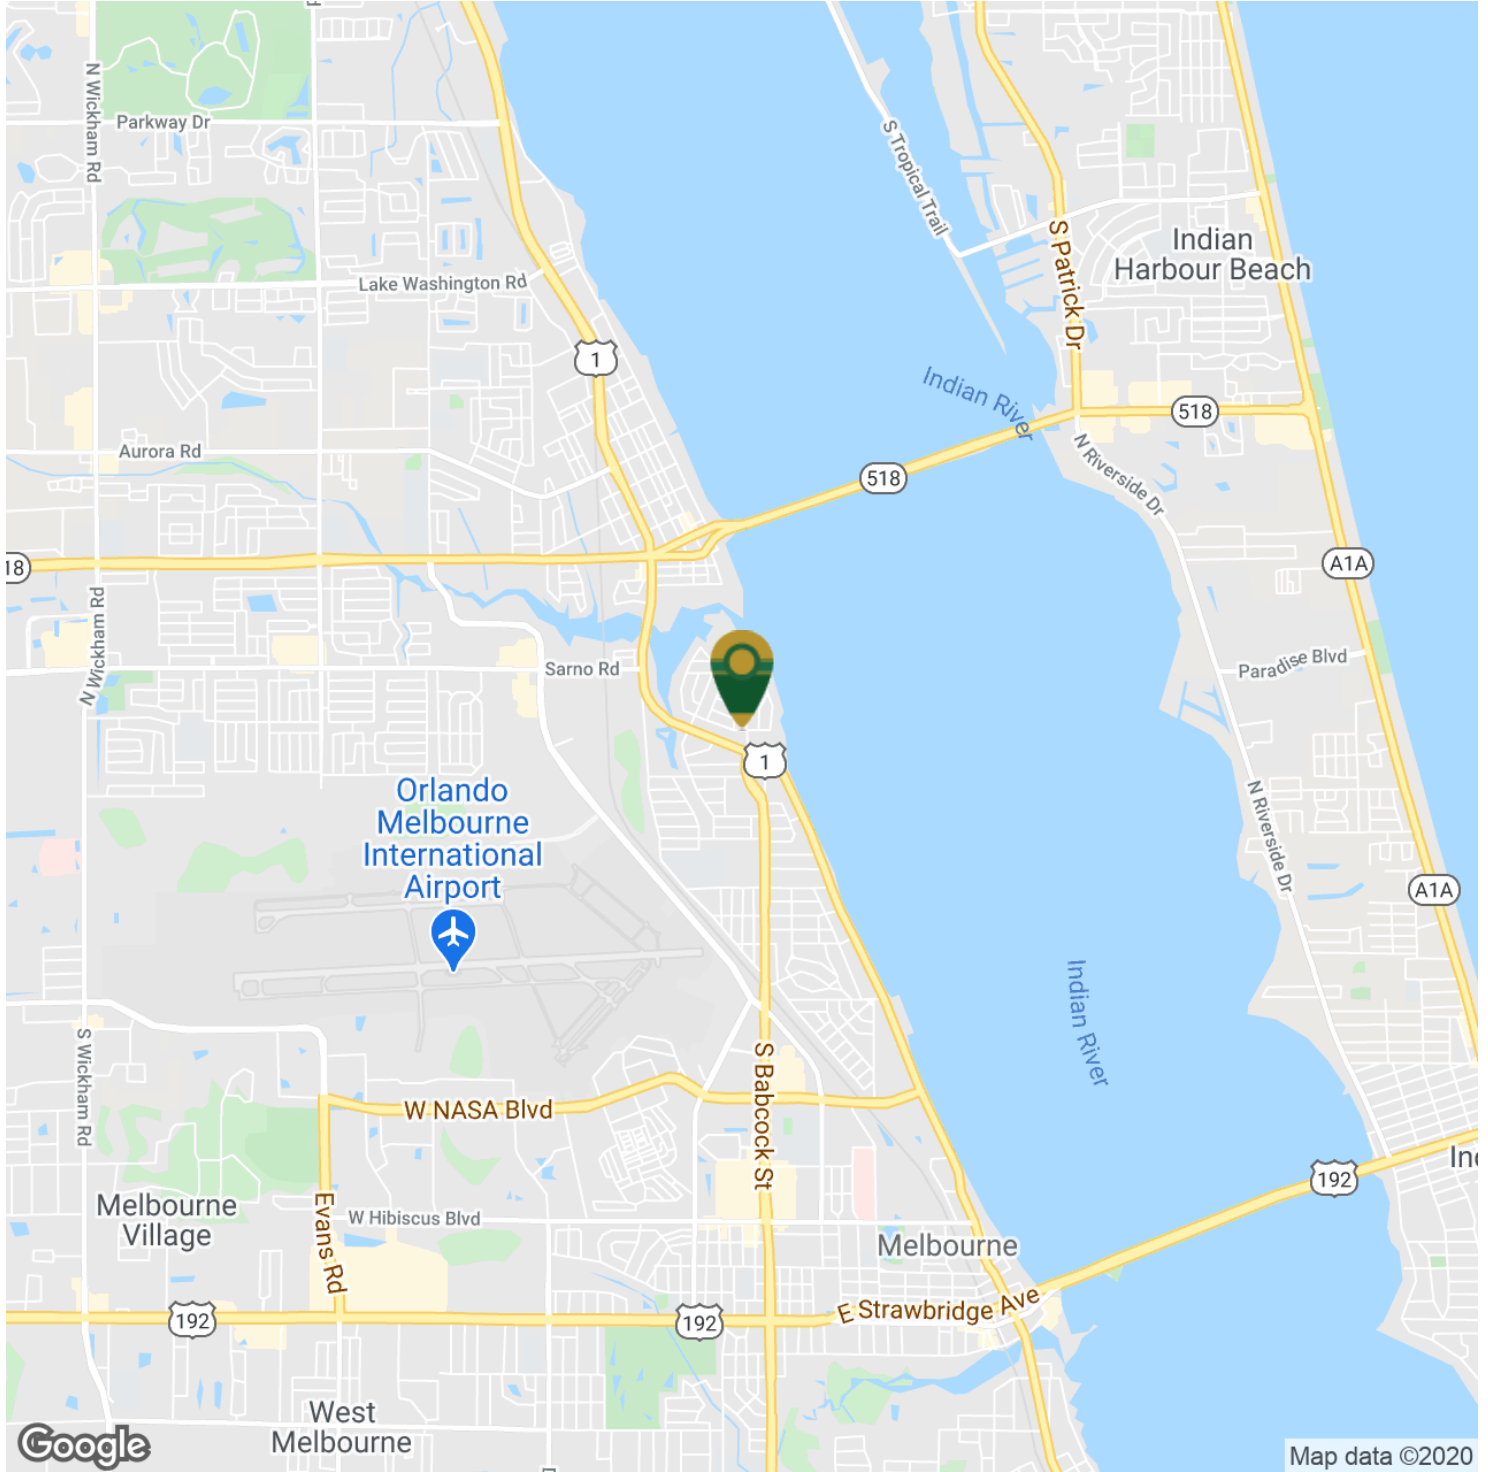 N Wickham Rd
Parkway Dr
S Tropical Trail
Indian
Harbour Beach
S Patrick Dr
Lake Washington Rd
1
Indian River
518
518
Aurora Rd
N Riverside Dr
18
A1A
N Wickham Rd
Sarno Rd
Paradise Blvd
1
Orlando
Melbourne
International
Airport
N Riverside Dr
A1A
Indian River
S Wickham Rd
S Babcock St
W NASA Blvd
192
Ind
Melbourne
Village
Evans Rd
W Hibiscus Blvd
Melbourne
192
192
E Strawbridge Ave
West
Melbourne
Google
Map data ©2020